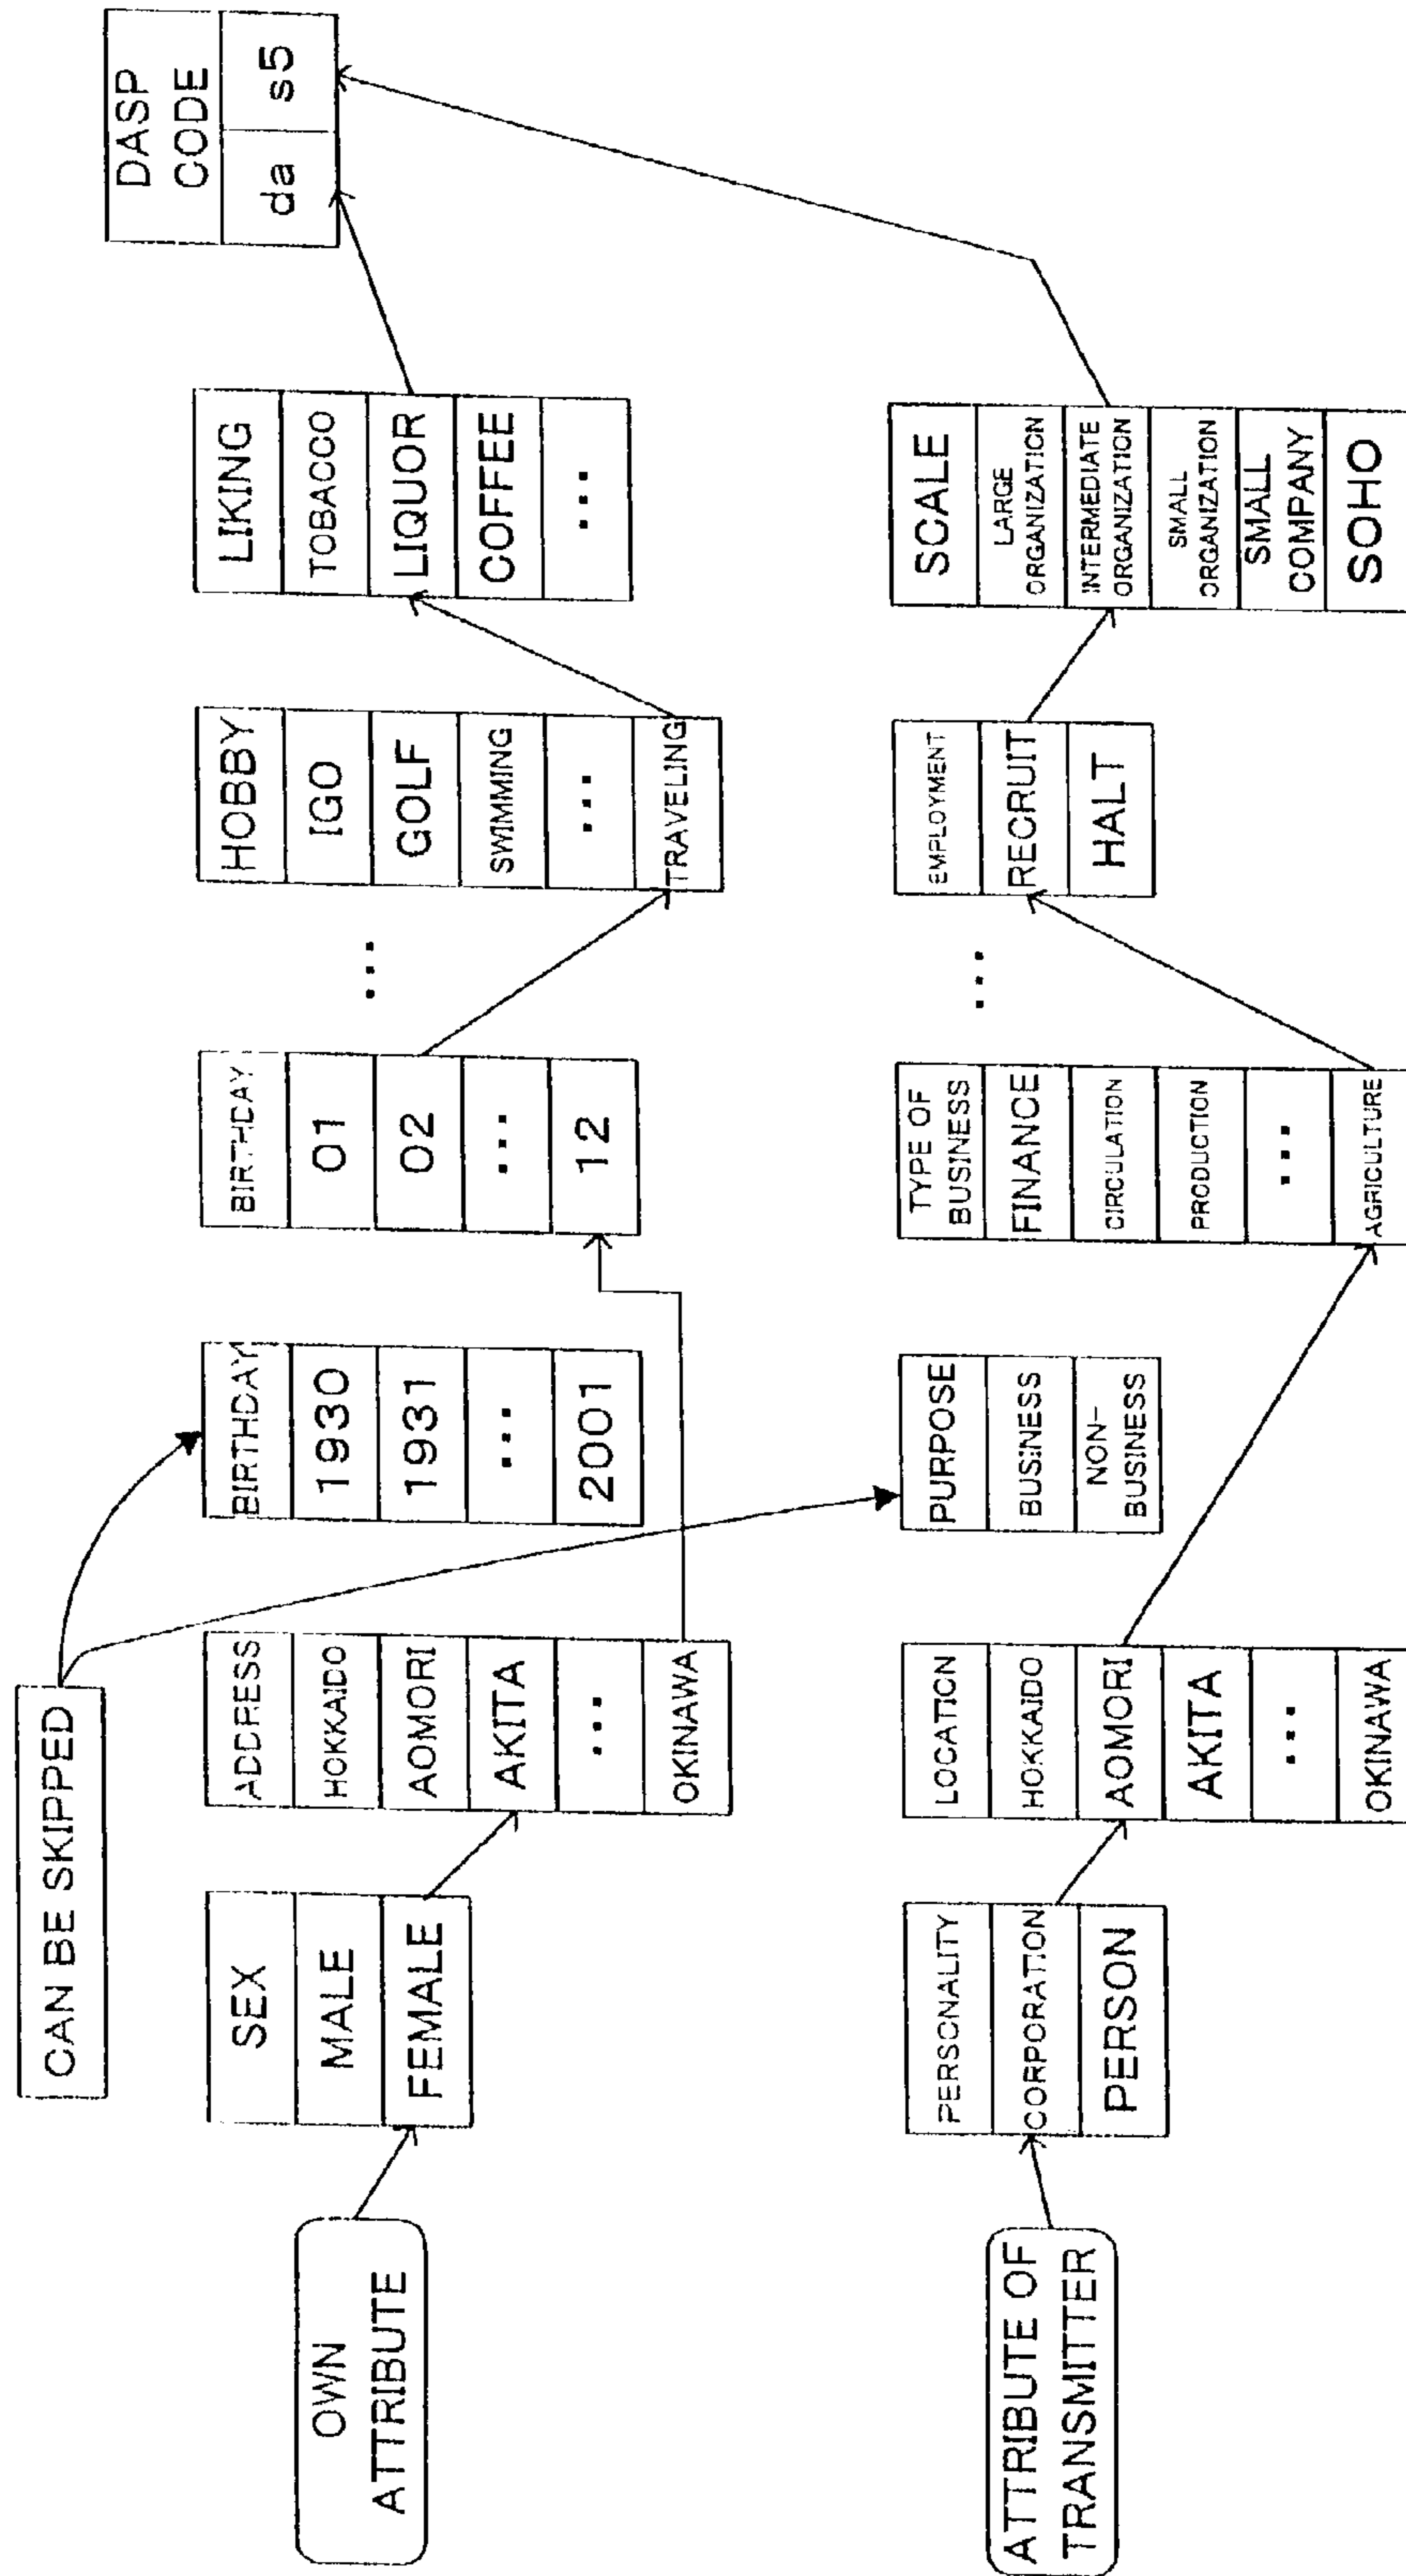 CAN BE SKIPPED
OWN
ATTRIBUTE
SEX
MALE
FEMALE
ADDRESS
HOKKAIDO
AOMORI
AKITA
...
OKINAWA
BIRTHDAY
1930
1931
...
2001
BIRTHDAY
01
02
...
12
...
HOBBY
IGO
GOLF
SWIMMING
...
TRAVELING
LIKING
TOBACCO
LIQUOR
COFFEE
...
DASP
CODE
da s5
ATTRIBUTE OF
TRANSMITTER
PERSONALITY
CORPORATION
PERSON
LOCATION
HOKKAIDO
AOMORI
AKITA
...
OKINAWA
PURPOSE
BUSINESS
NON-
BUSINESS
TYPE OF
BUSINESS
FINANCE
CIRCULATION
PRODUCTION
...
AGRICULTURE
...
EMPLOYMENT
RECRUIT
HALT
SCALE
LARGE
ORGANIZATION
INTERMEDIATE
ORGANIZATION
SMALL
ORGANIZATION
SMALL
COMPANY
SOHO